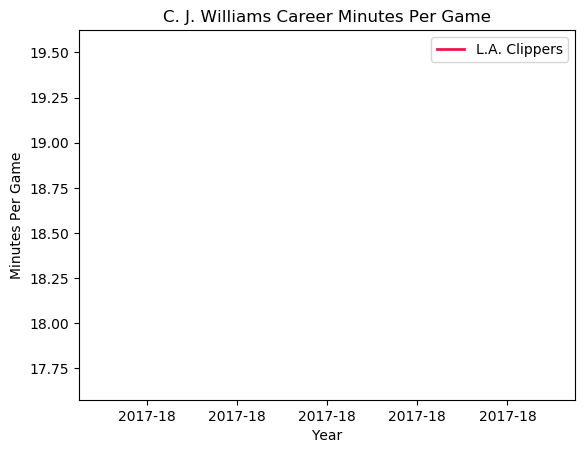 C. J. Williams Career Minutes Per Game
L.A. Clippers
19.50
19.25
19.00
18.75
18.50
18.25
18.00
17.75
Minutes Per Game
2017-18 2017-18 2017-18 2017-18 2017-18
Year